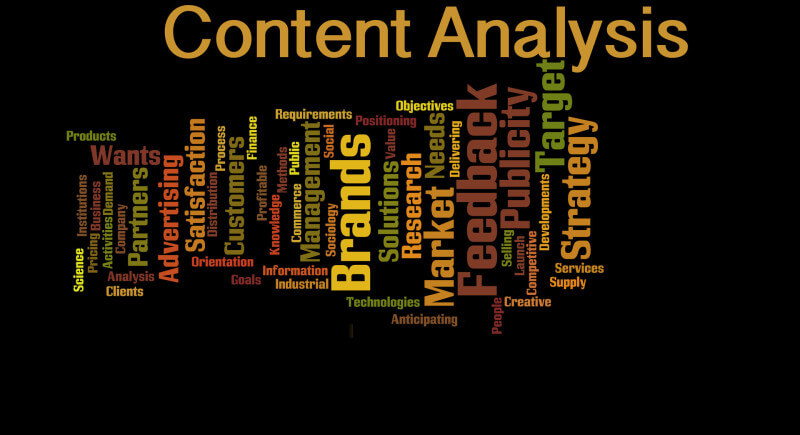 Content Analysis
Products
Wants
Institutions
Business
Pricing
Science
Activities
Demand
Company
Analysis
Clients
Partners
Advertising
Satisfaction
Distribution
Process
Customers
Finance
Orientation
Goals
Profitable
Knowledge
Methods
Public
Commerce
Requirements
Management
Social
Sociology
Information
Industrial
Brands
Positioning
Value
Solutions
Objectives
Research
Needs
Delivering
Market
Technologies
Anticipating
Feedback
Publicity
Target
Strategy
Selling
Launch
Competitive
Developments
Services
Supply
Creative
People